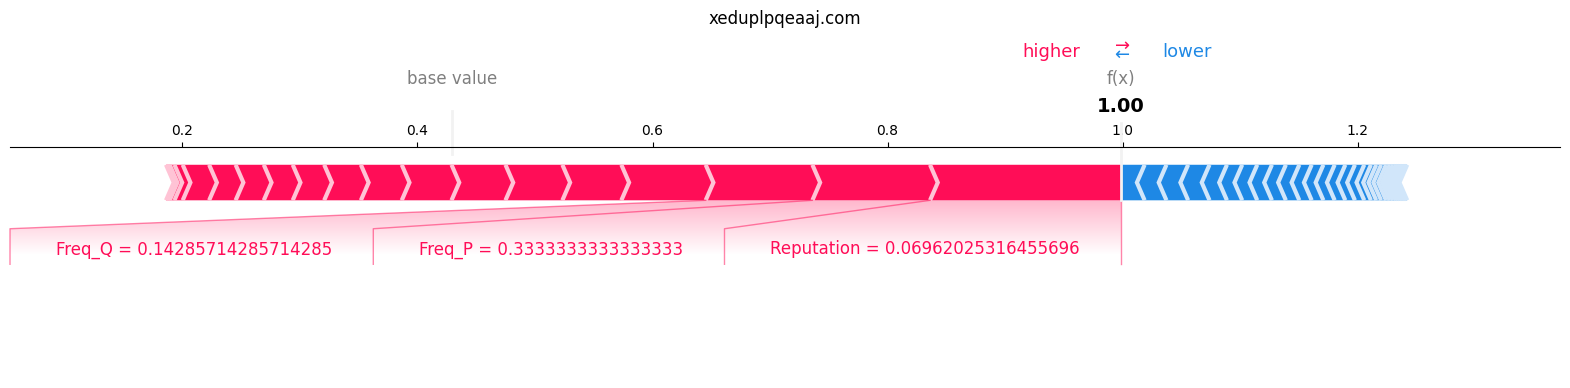 xeduplpqeaaj.com
higher ⇄ lower
base value f(x)
1.00
0.2 0.4 0.6 0.8 1 0 1.2
Freq_Q = 0.14285714285714285 Freq_P = 0.3333333333333333 Reputation = 0.06962025316455696